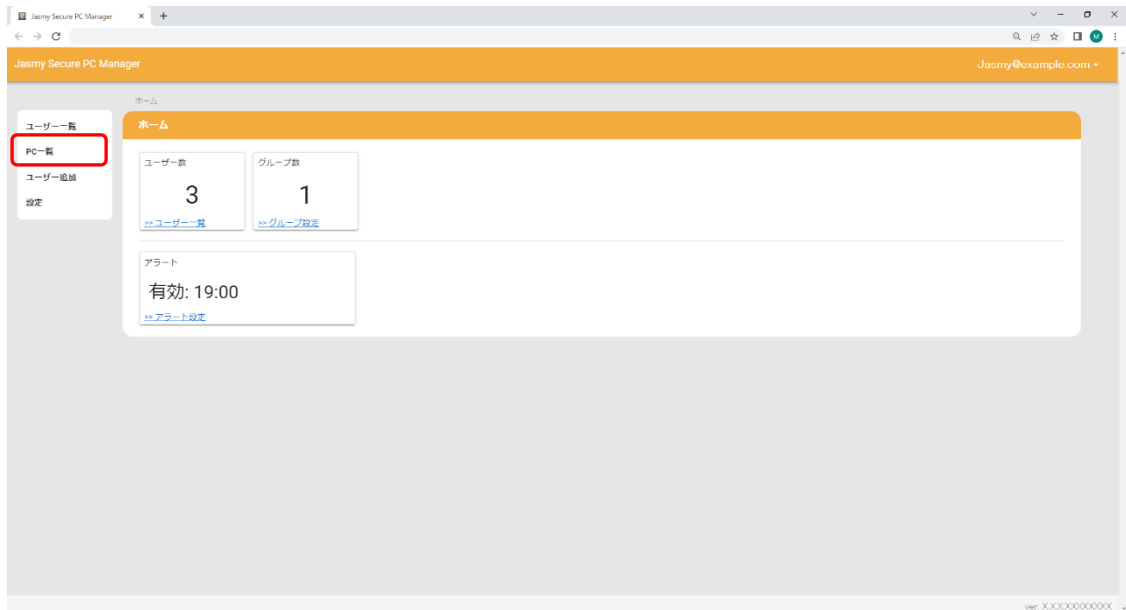 Jasmy Secure PC Manager
Jasmy Secure PC Manager
Jasmy@example.com
ホーム
ユーザー一覧
PC一覧
ユーザー追加
設定
ホーム
ユーザー数
3
>> ユーザー一覧
グループ数
1
>> グループ設定
アラート
有効: 19:00
>> アラート設定
M
ver. XXXXXXXXXXX